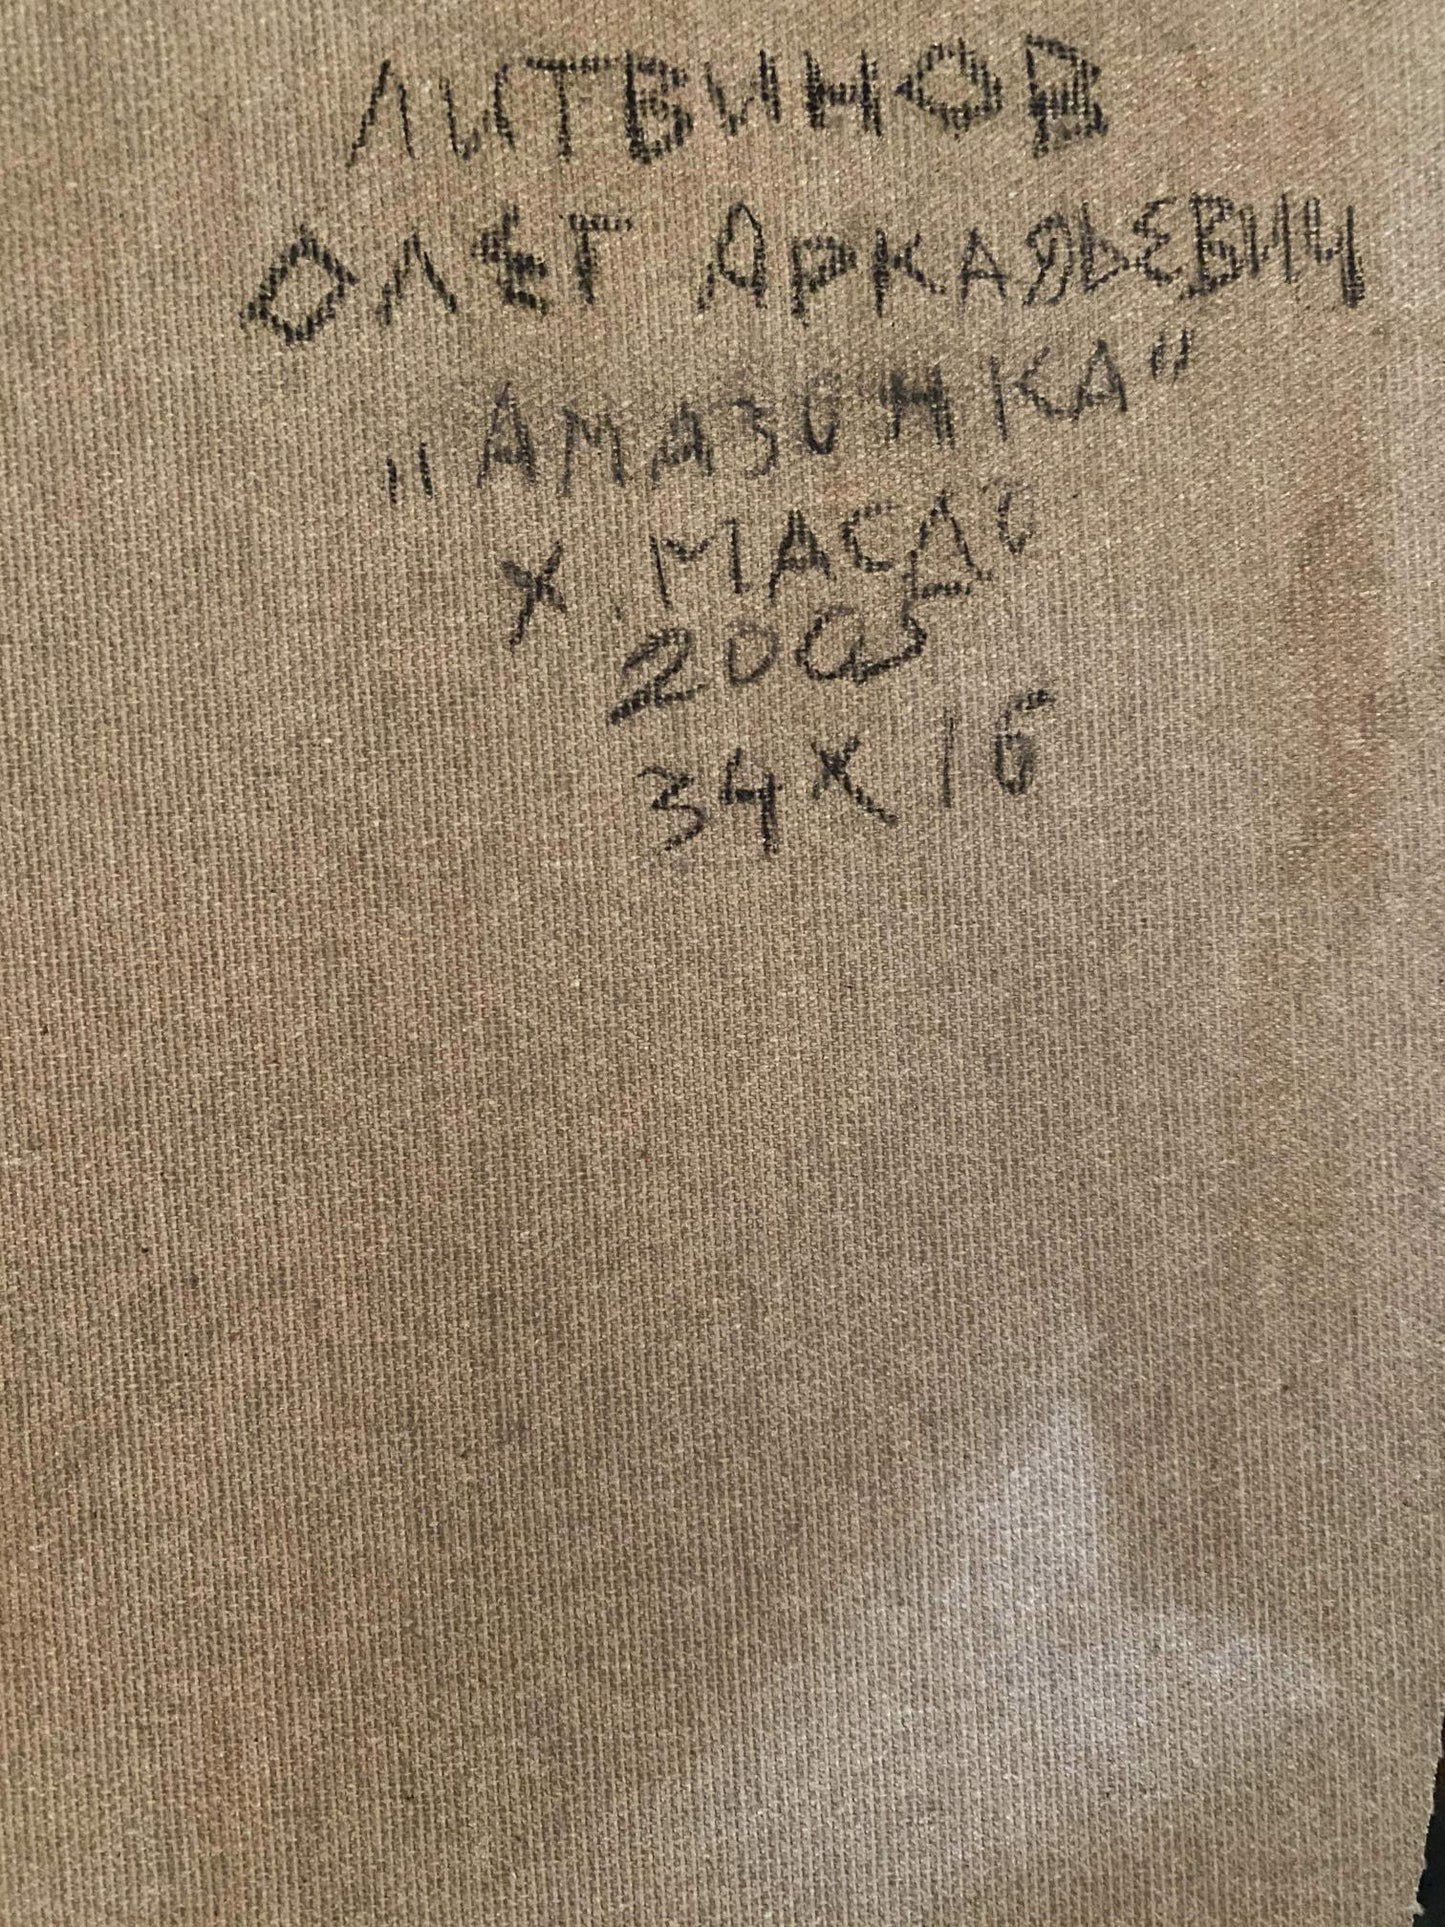 ЛИТВИНОВ
ОЛЕГ АРКАДЬЕВИЧ
„АМАЗОНКА"
Х. МАСЛО
2005
34 х 16